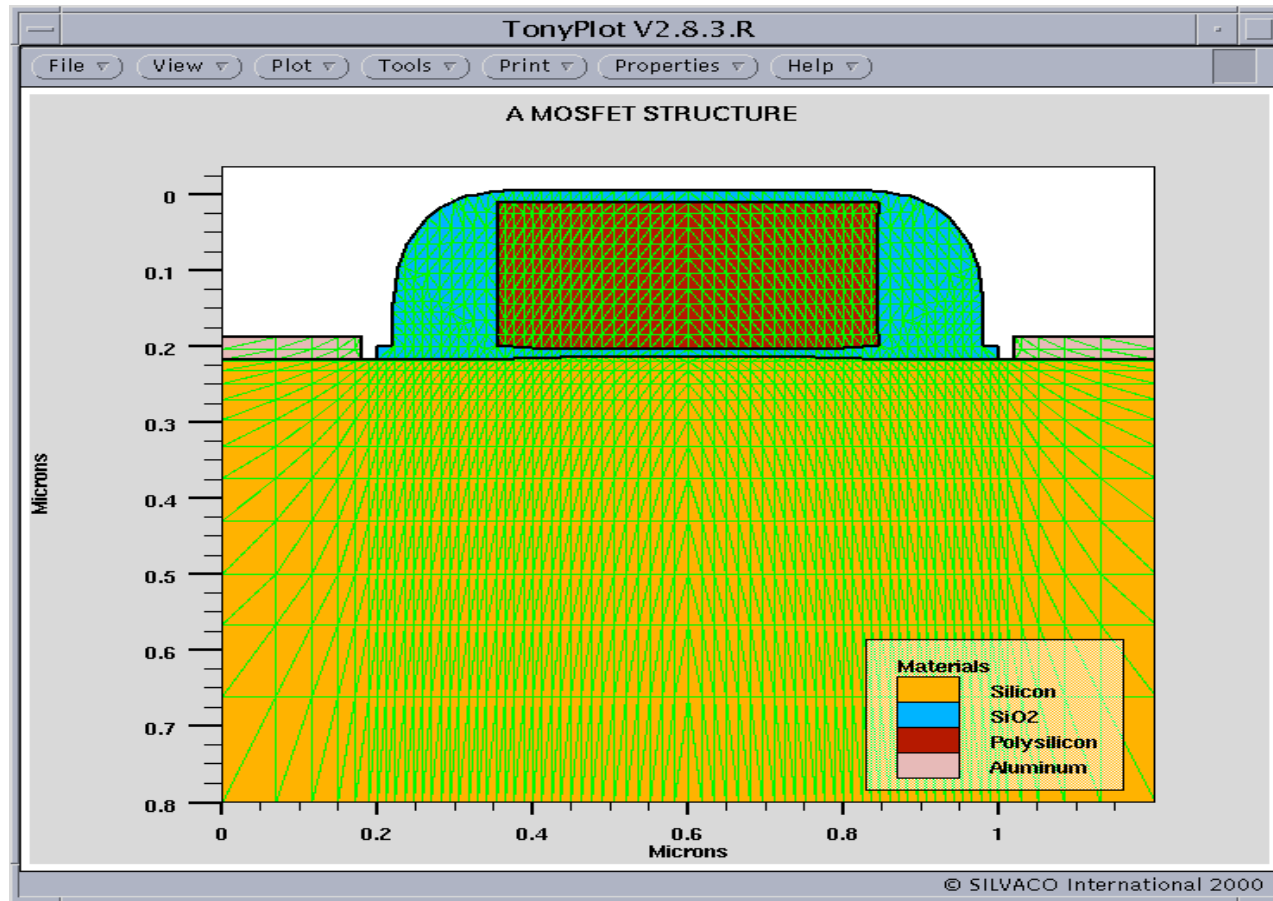 TonyPlot V2.8.3.R
File View Plot Tools Print Properties Help
A MOSFET STRUCTURE
0
0.1
0.2
0.3
0.4
0.5
0.6
0.7
0.8
Microns
Materials
Silicon
SiO2
Polysilicon
Aluminum
0 0.2 0.4 0.6 0.8 1
Microns
© SILVACO International 2000